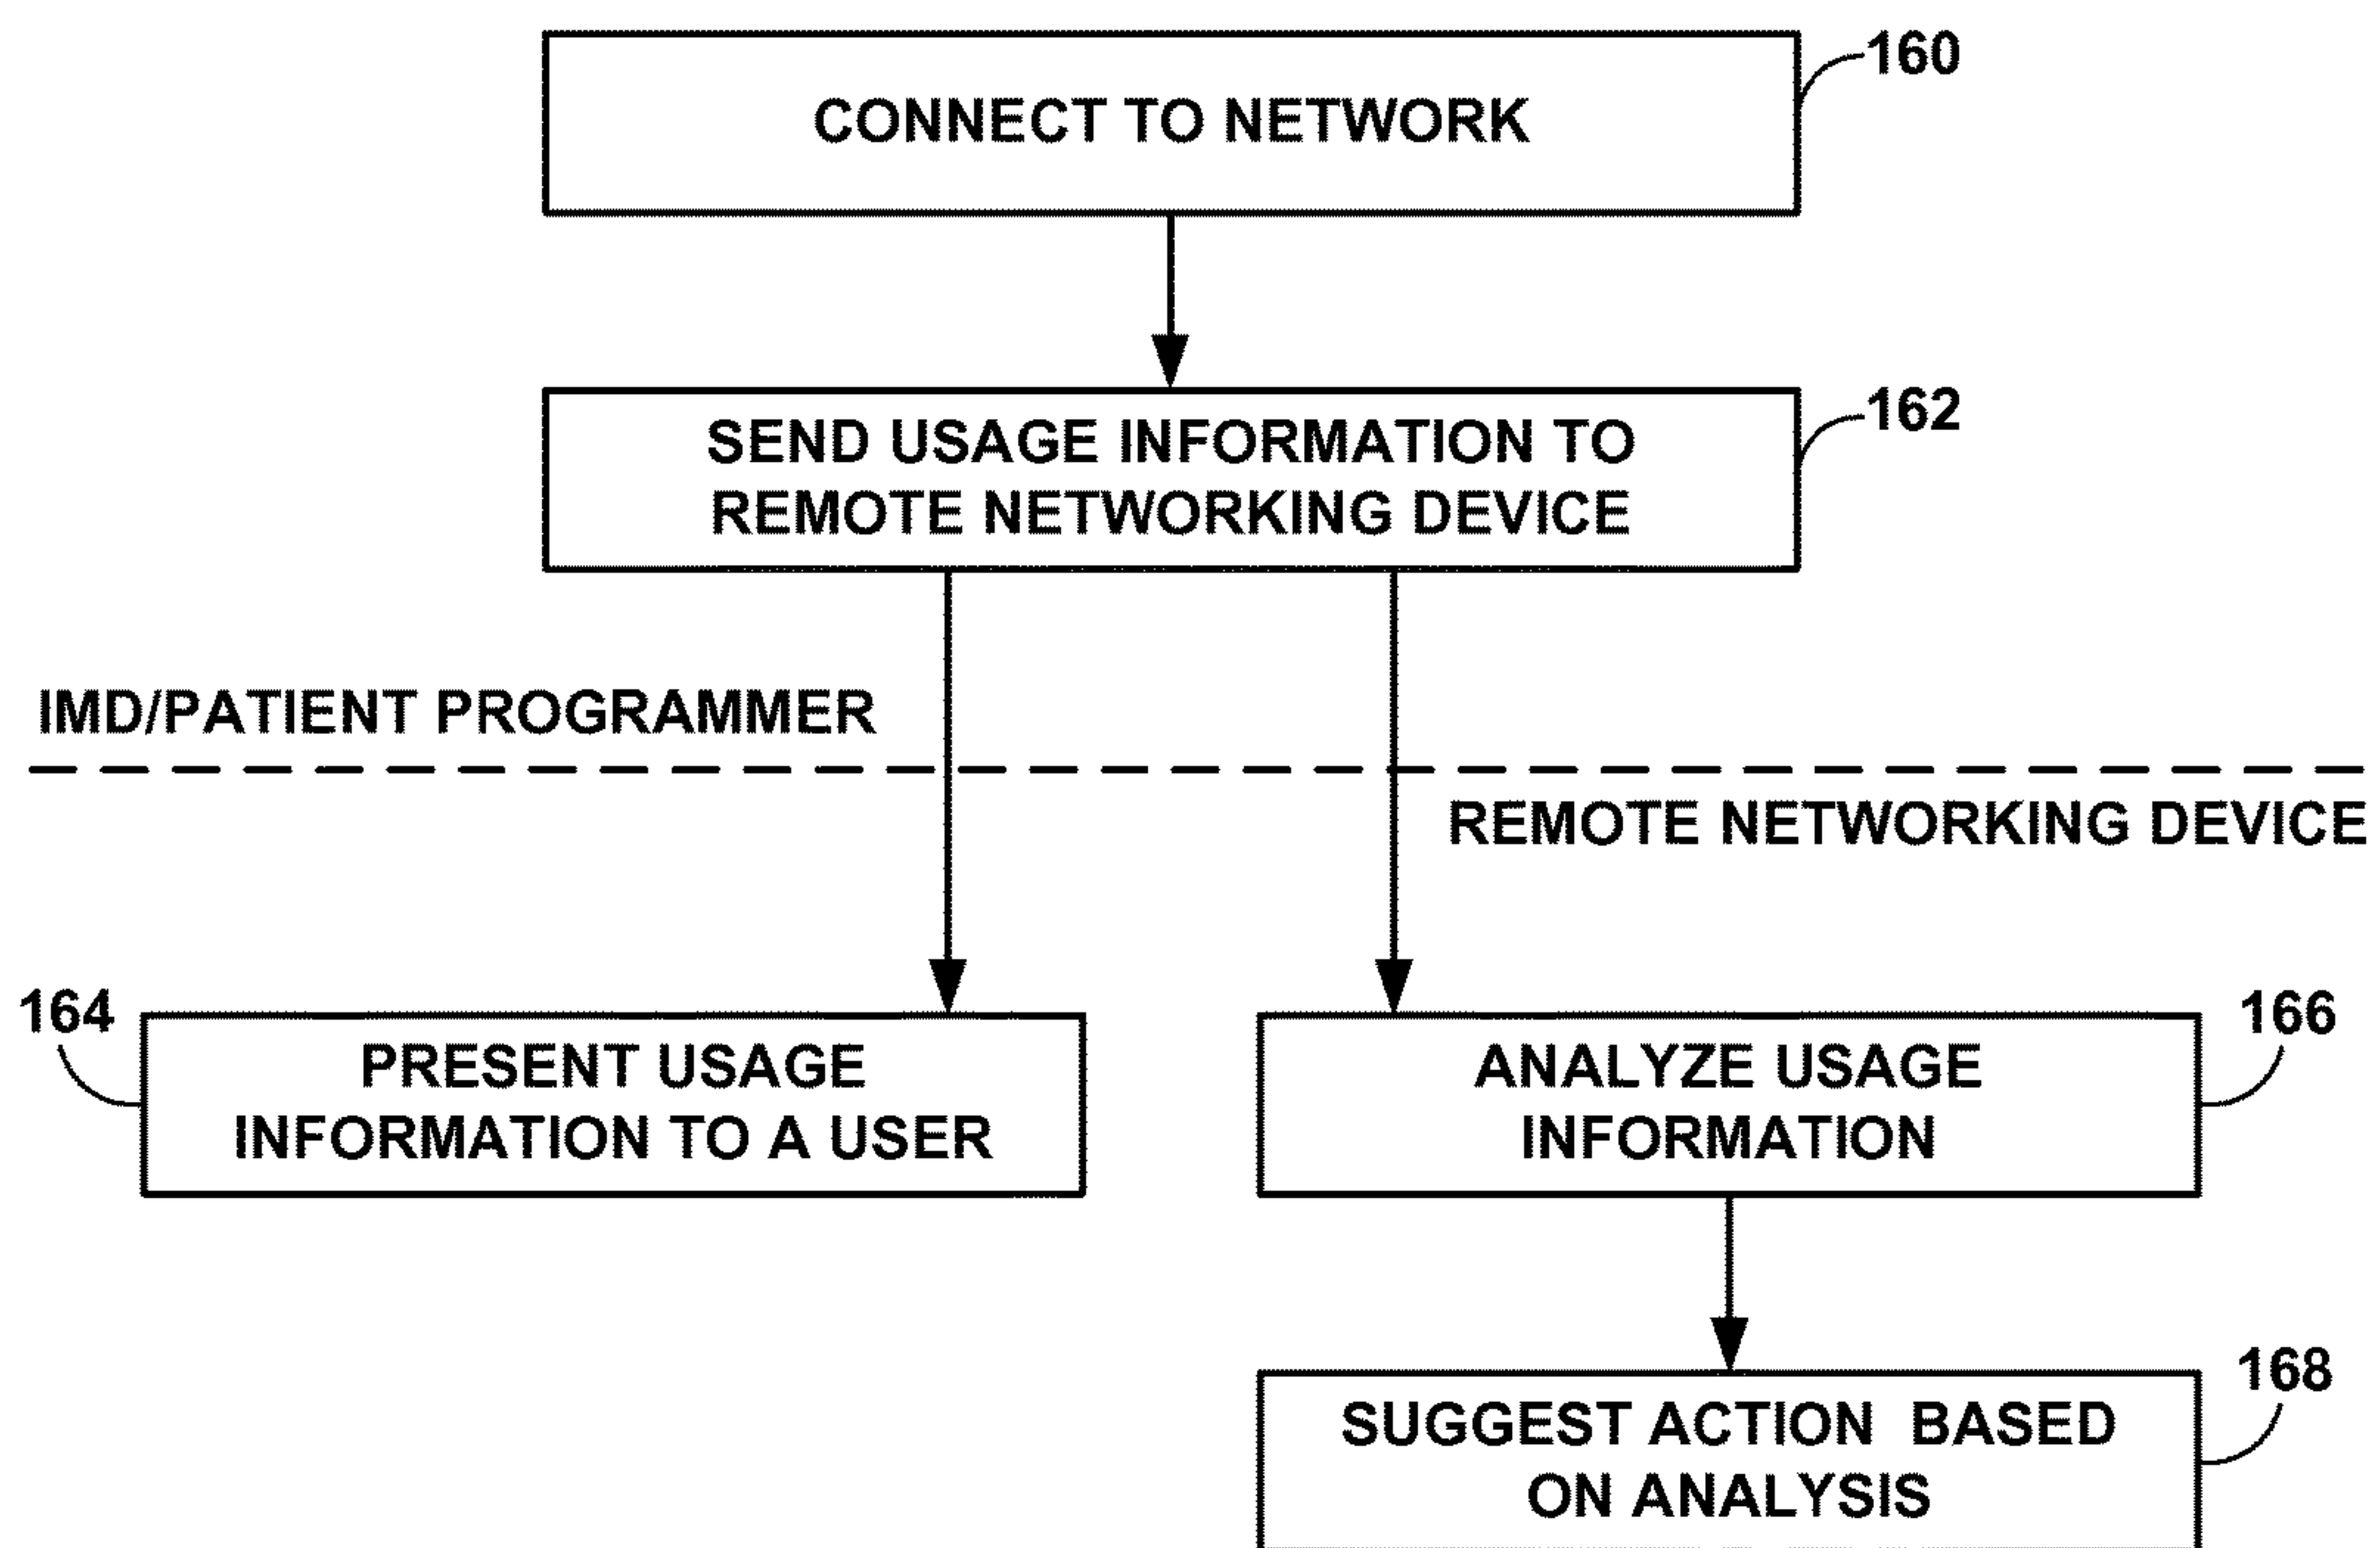 160
CONNECT TO NETWORK
162
SEND USAGE INFORMATION TO
REMOTE NETWORKING DEVICE
IMD/PATIENT PROGRAMMER
REMOTE NETWORKING DEVICE
164
PRESENT USAGE
INFORMATION TO A USER
166
ANALYZE USAGE
INFORMATION
168
SUGGEST ACTION BASED
ON ANALYSIS